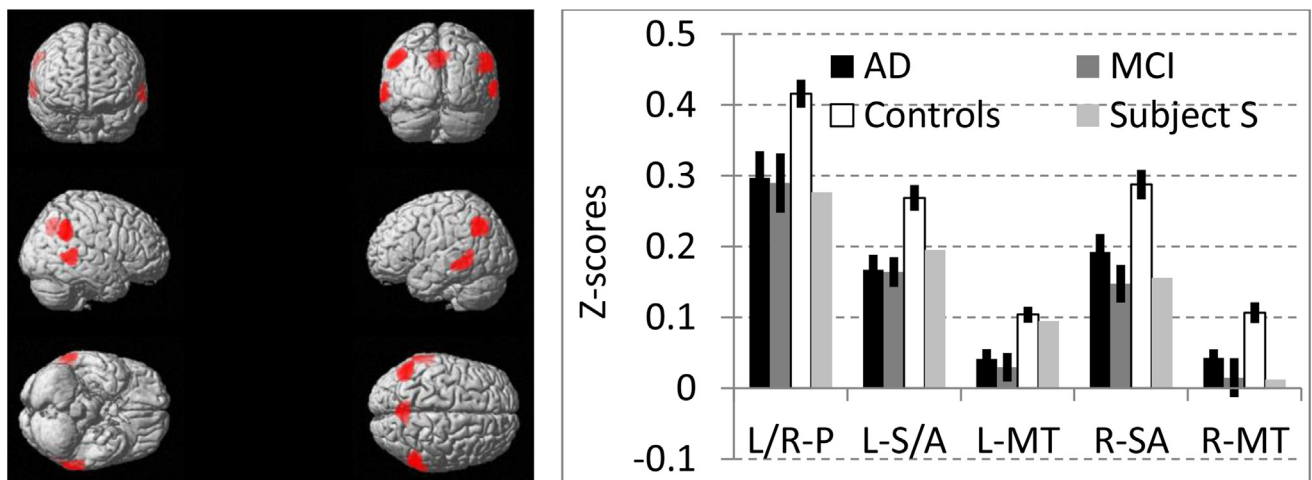 0.5
AD
MCI
0.4
Controls
Subject S
0.3
Z-scores
0.2
0.1
0
L/R-P
L-S/A
L-MT
R-SA
R-MT
-0.1